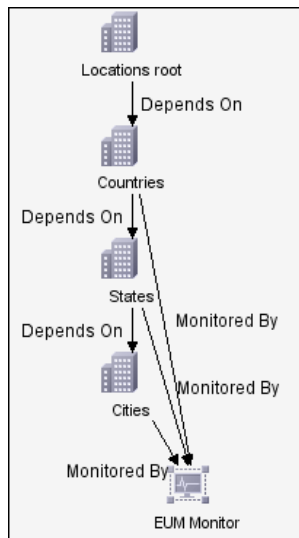 Locations root
Depends On
Countries
Depends On
States
Monitored By
Depends On
Monitored By
Cities
Monitored By
EUM Monitor